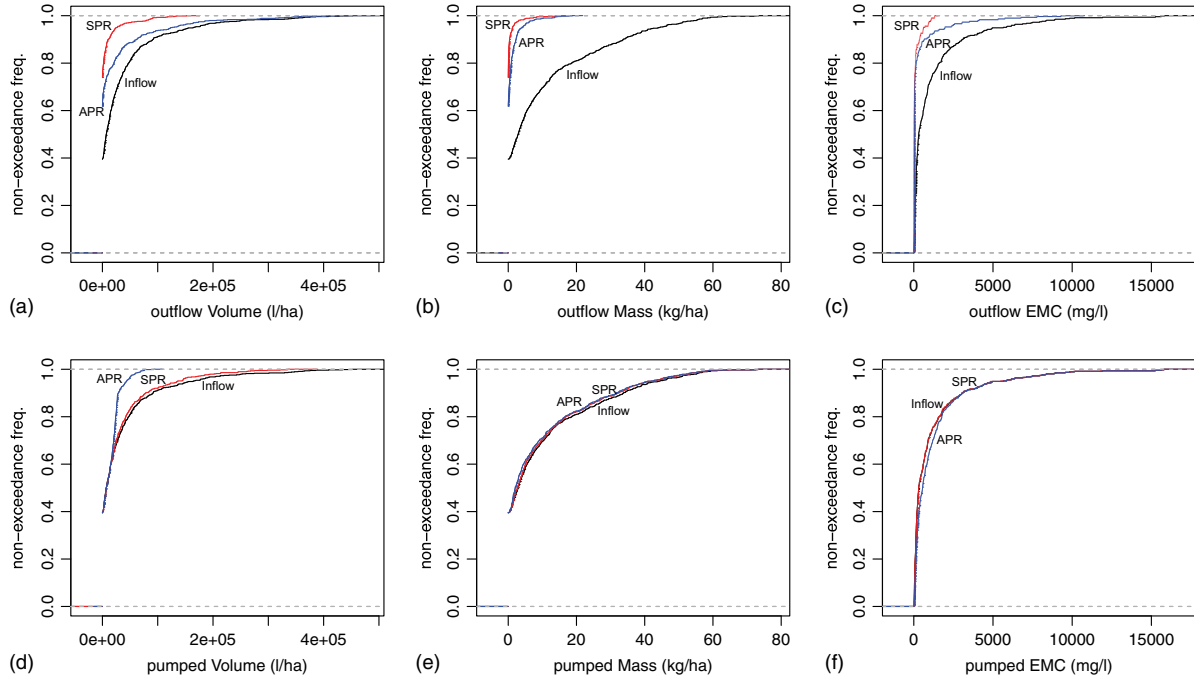 non-exceedance freq.
1.0
0.8
0.6
0.4
0.2
0.0
SPR
Inflow
APR
0e+00 2e+05 4e+05
(a) outflow Volume (l/ha)
non-exceedance freq.
1.0
0.8
0.6
0.4
0.2
0.0
SPR
APR
Inflow
0 20 40 60 80
(b) outflow Mass (kg/ha)
non-exceedance freq.
1.0
0.8
0.6
0.4
0.2
0.0
SPR
APR
Inflow
0 5000 10000 15000
(c) outflow EMC (mg/l)
non-exceedance freq.
1.0
0.8
0.6
0.4
0.2
0.0
APR SPR
Inflow
0e+00 2e+05 4e+05
(d) pumped Volume (l/ha)
non-exceedance freq.
1.0
0.8
0.6
0.4
0.2
0.0
SPR
APR
Inflow
0 20 40 60 80
(e) pumped Mass (kg/ha)
non-exceedance freq.
1.0
0.8
0.6
0.4
0.2
0.0
SPR
Inflow
APR
0 5000 10000 15000
(f) pumped EMC (mg/l)